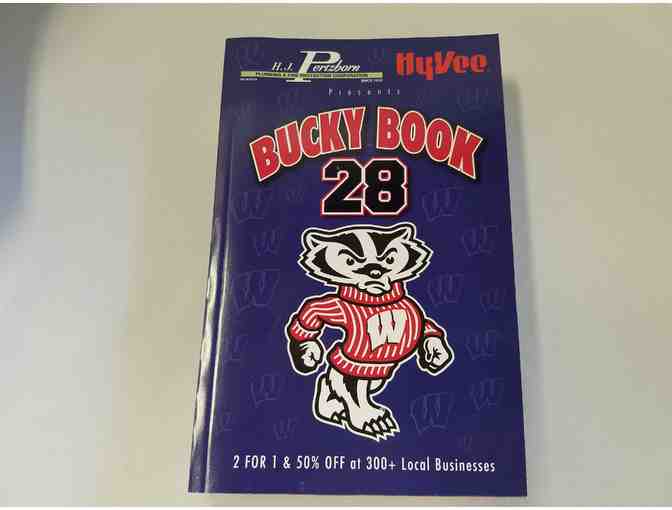 H.J. Pertzborn HyVee
PLUMBING & FIRE PROTECTION CORPORATION
Presents
BUCKY BOOK
28
W
2 FOR 1 & 50% OFF at 300+ Local Businesses